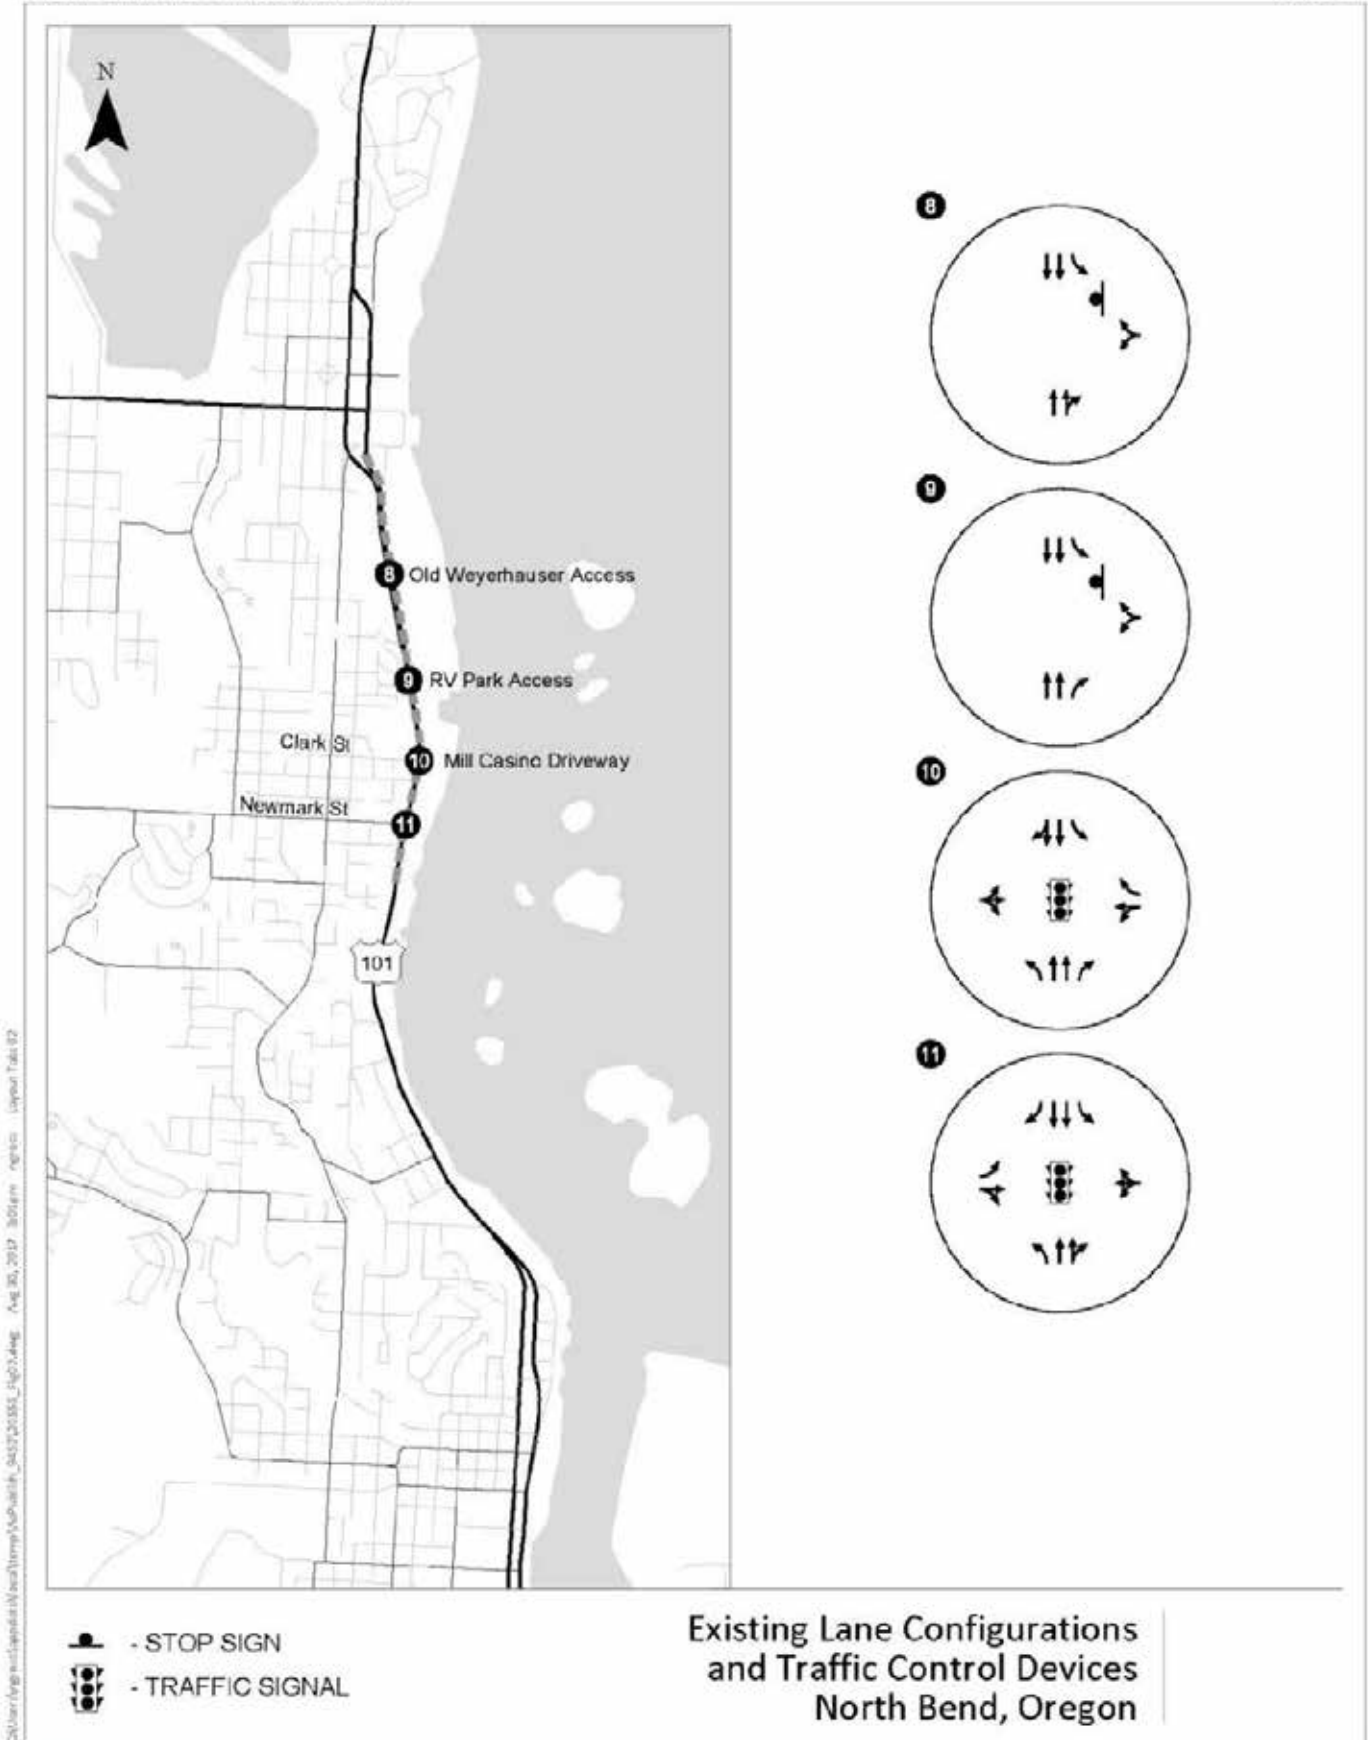 N
8
8 Old Weyerhauser Access
9
9 RV Park Access
Clark St
10 Mill Casino Driveway
10
Newmark St
11
101
11
- STOP SIGN
- TRAFFIC SIGNAL
Existing Lane Configurations
and Traffic Control Devices
North Bend, Oregon